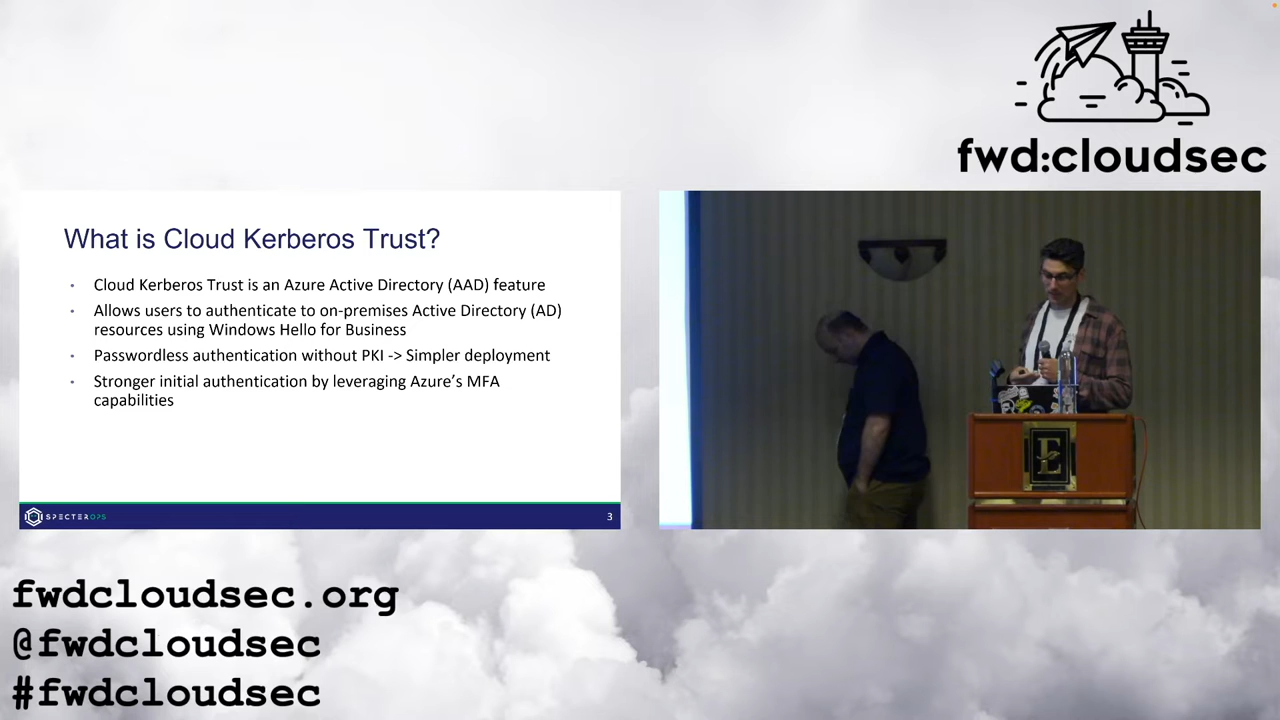 fwd:cloudsec
What is Cloud Kerberos Trust?
• Cloud Kerberos Trust is an Azure Active Directory (AAD) feature
• Allows users to authenticate to on-premises Active Directory (AD)
resources using Windows Hello for Business
• Passwordless authentication without PKI -> Simpler deployment
• Stronger initial authentication by leveraging Azure’s MFA
capabilities
SPECTEROPS
3
E
fwdcloudsec.org
@fwdcloudsec
#fwdcloudsec